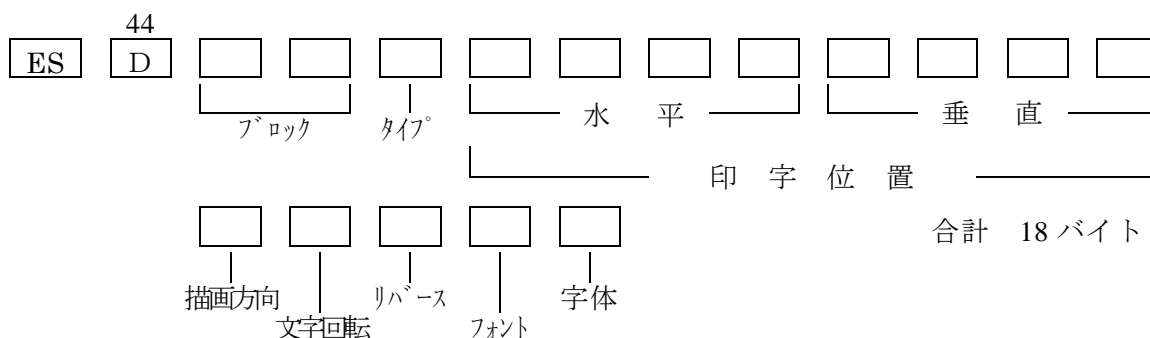 44
ES D
ブロック タイプ 水 平 垂 直
印 字 位 置
合計 18 バイト
描画方向 リバース 字体
文字回転 フォント